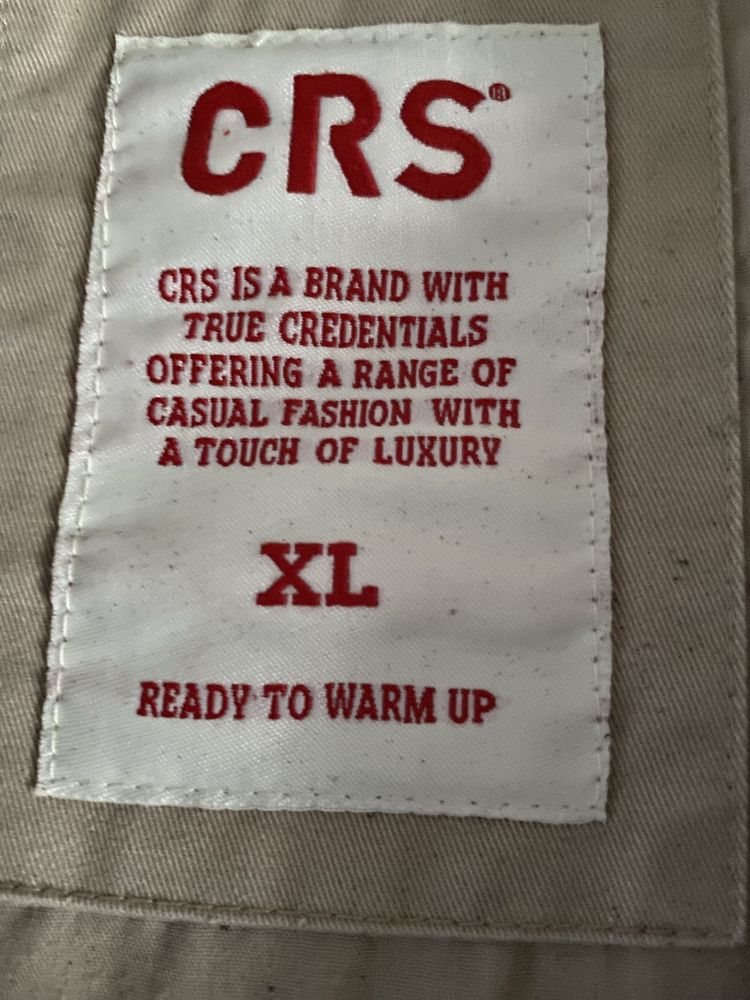 CRS®
CRS IS A BRAND WITH
TRUE CREDENTIALS
OFFERING A RANGE OF
CASUAL FASHION WITH
A TOUCH OF LUXURY
XL
READY TO WARM UP